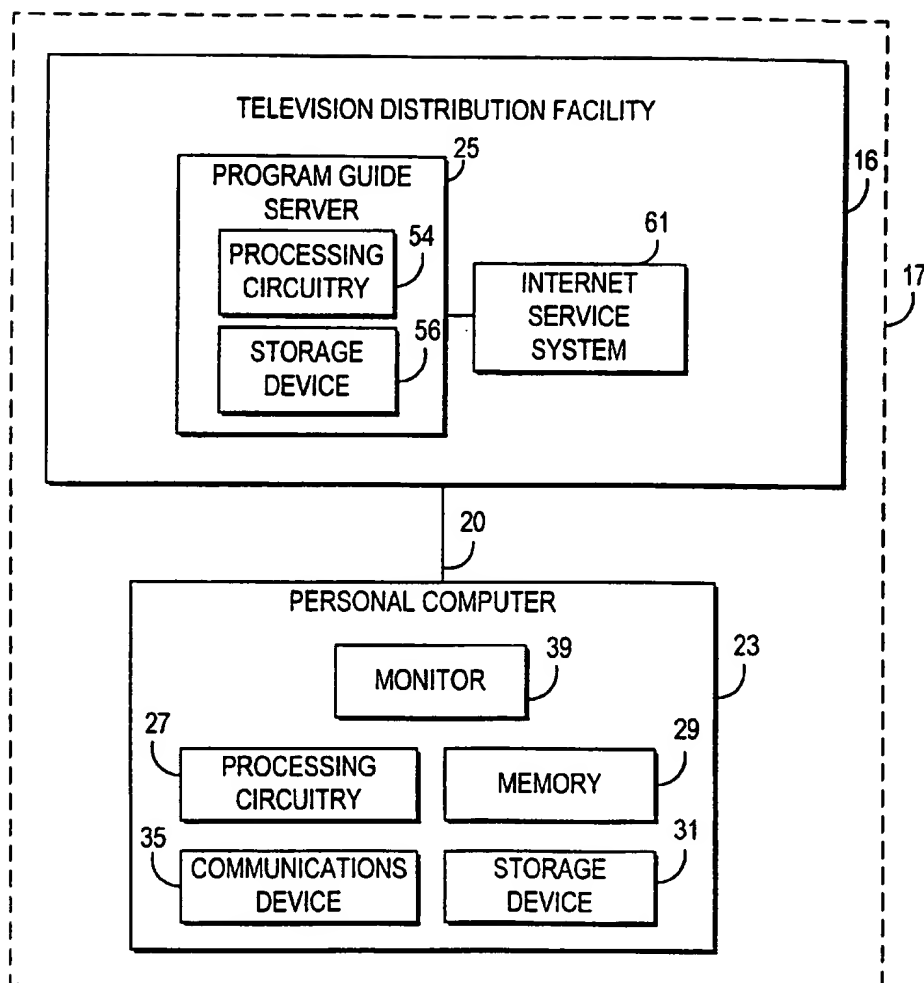 TELEVISION DISTRIBUTION FACILITY
25
16
PROGRAM GUIDE
SERVER
54
61
PROCESSING
CIRCUITRY
INTERNET
SERVICE
SYSTEM
17
56
STORAGE
DEVICE
20
PERSONAL COMPUTER
23
MONITOR
39
27
PROCESSING
CIRCUITRY
MEMORY
29
35
COMMUNICATIONS
DEVICE
STORAGE
DEVICE
31